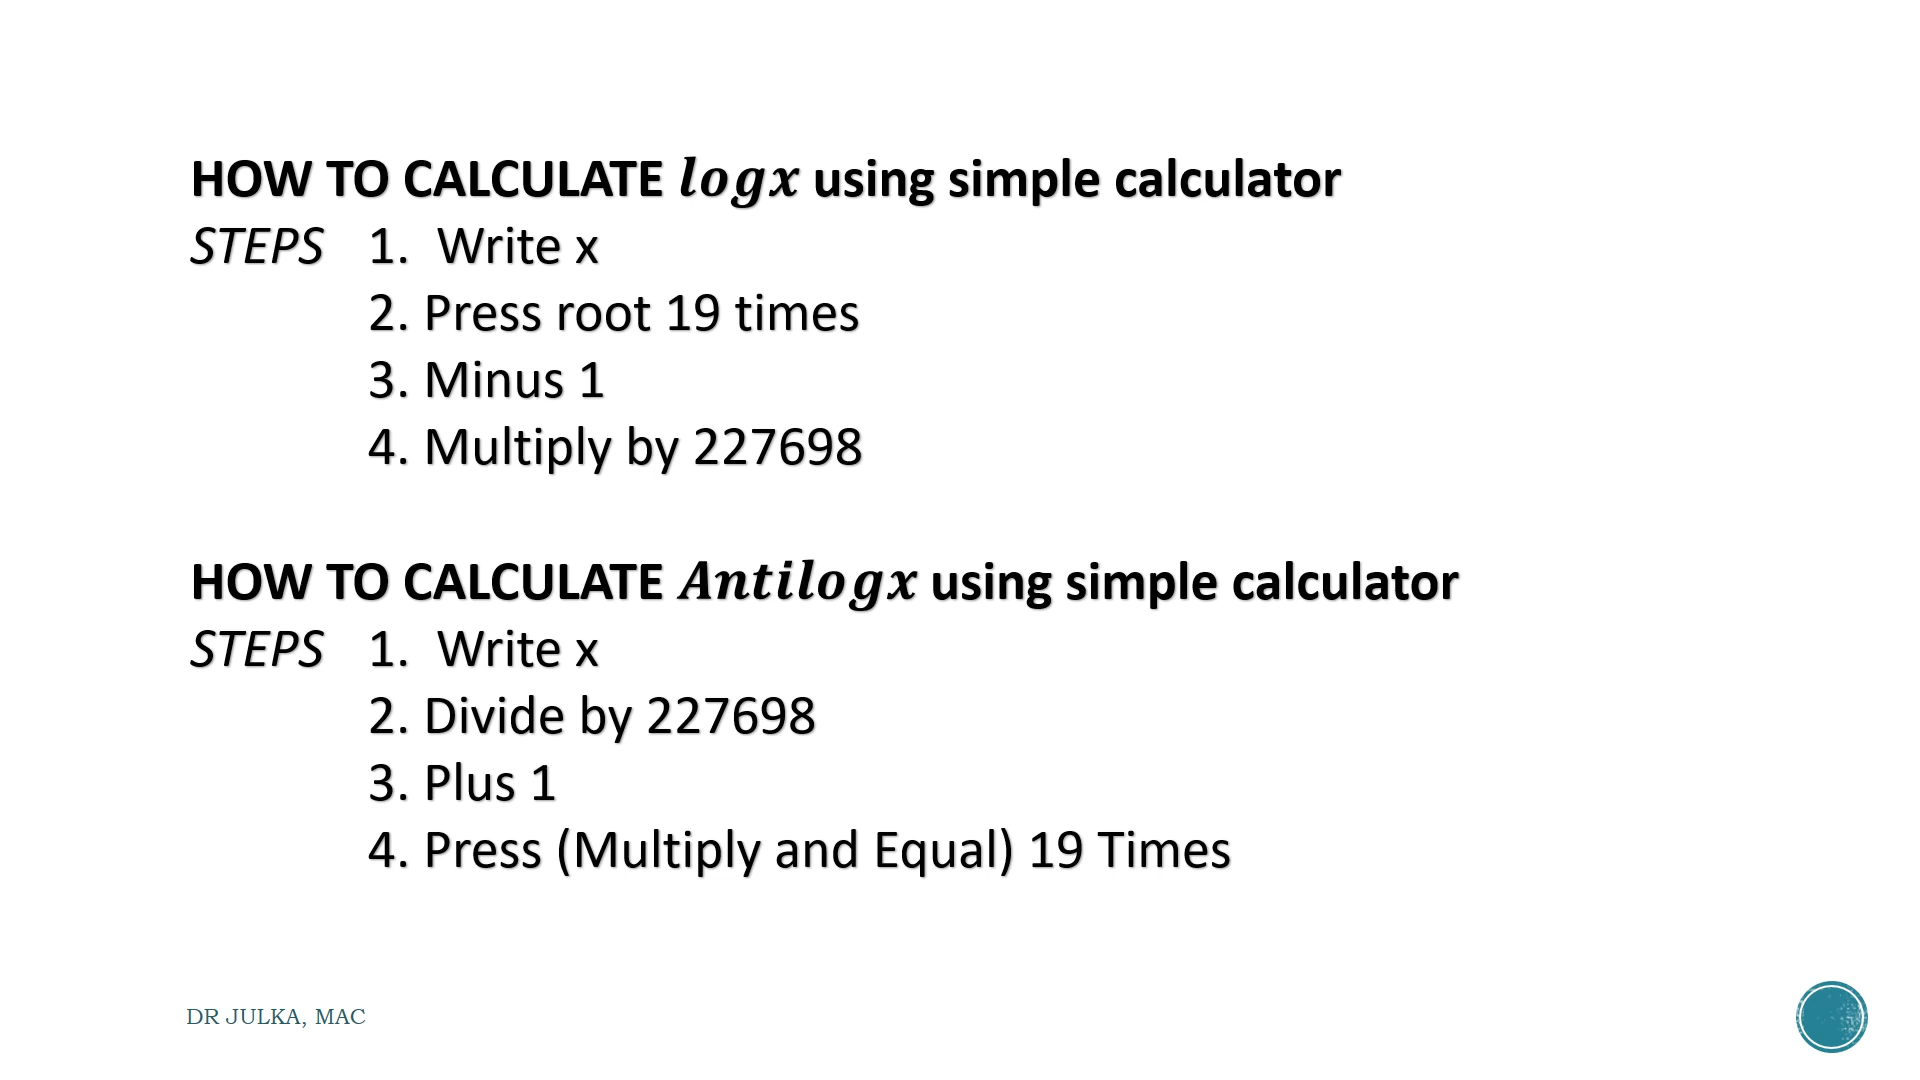 HOW TO CALCULATE logx using simple calculator
STEPS 1. Write x
2. Press root 19 times
3. Minus 1
4. Multiply by 227698
HOW TO CALCULATE Antilogx using simple calculator
STEPS 1. Write x
2. Divide by 227698
3. Plus 1
4. Press (Multiply and Equal) 19 Times
DR JULKA, MAC